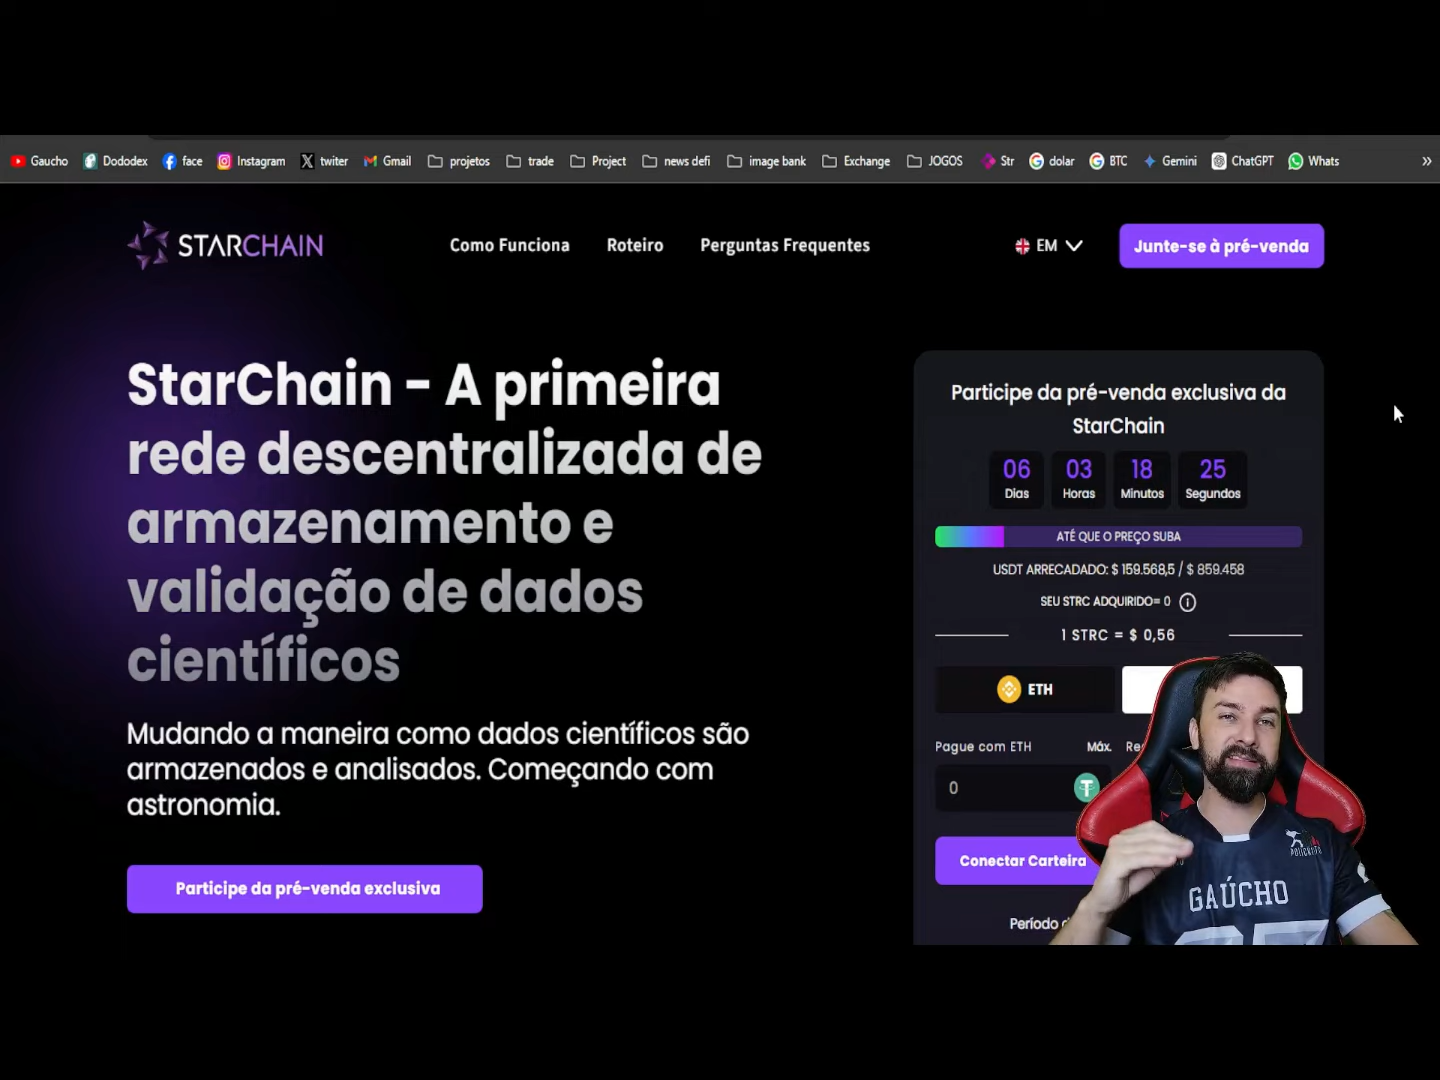 Gaucho Dododex face Instagram twiter Gmail projetos trade Project news defi image bank Exchange JOGOS Str dolar BTC Gemini ChatGPT Whats »
STARCHAIN Como Funciona Roteiro Perguntas Frequentes EM Junte-se à pré-venda
StarChain - A primeira
rede descentralizada de
armazenamento e
validação de dados
científicos
Mudando a maneira como dados científicos são
armazenados e analisados. Começando com
astronomia.
Participe da pré-venda exclusiva
Participe da pré-venda exclusiva da
StarChain
06 03 18 25
Dias Horas Minutos Segundos
ATÉ QUE O PREÇO SUBA
USDT ARRECADADO: $ 159.568,5 / $ 859.458
SEU STRC ADQUIRIDO= 0
1 STRC = $ 0,56
ETH
Pague com ETH Máx.
0
Conectar Carteira
Período
GAÚCHO